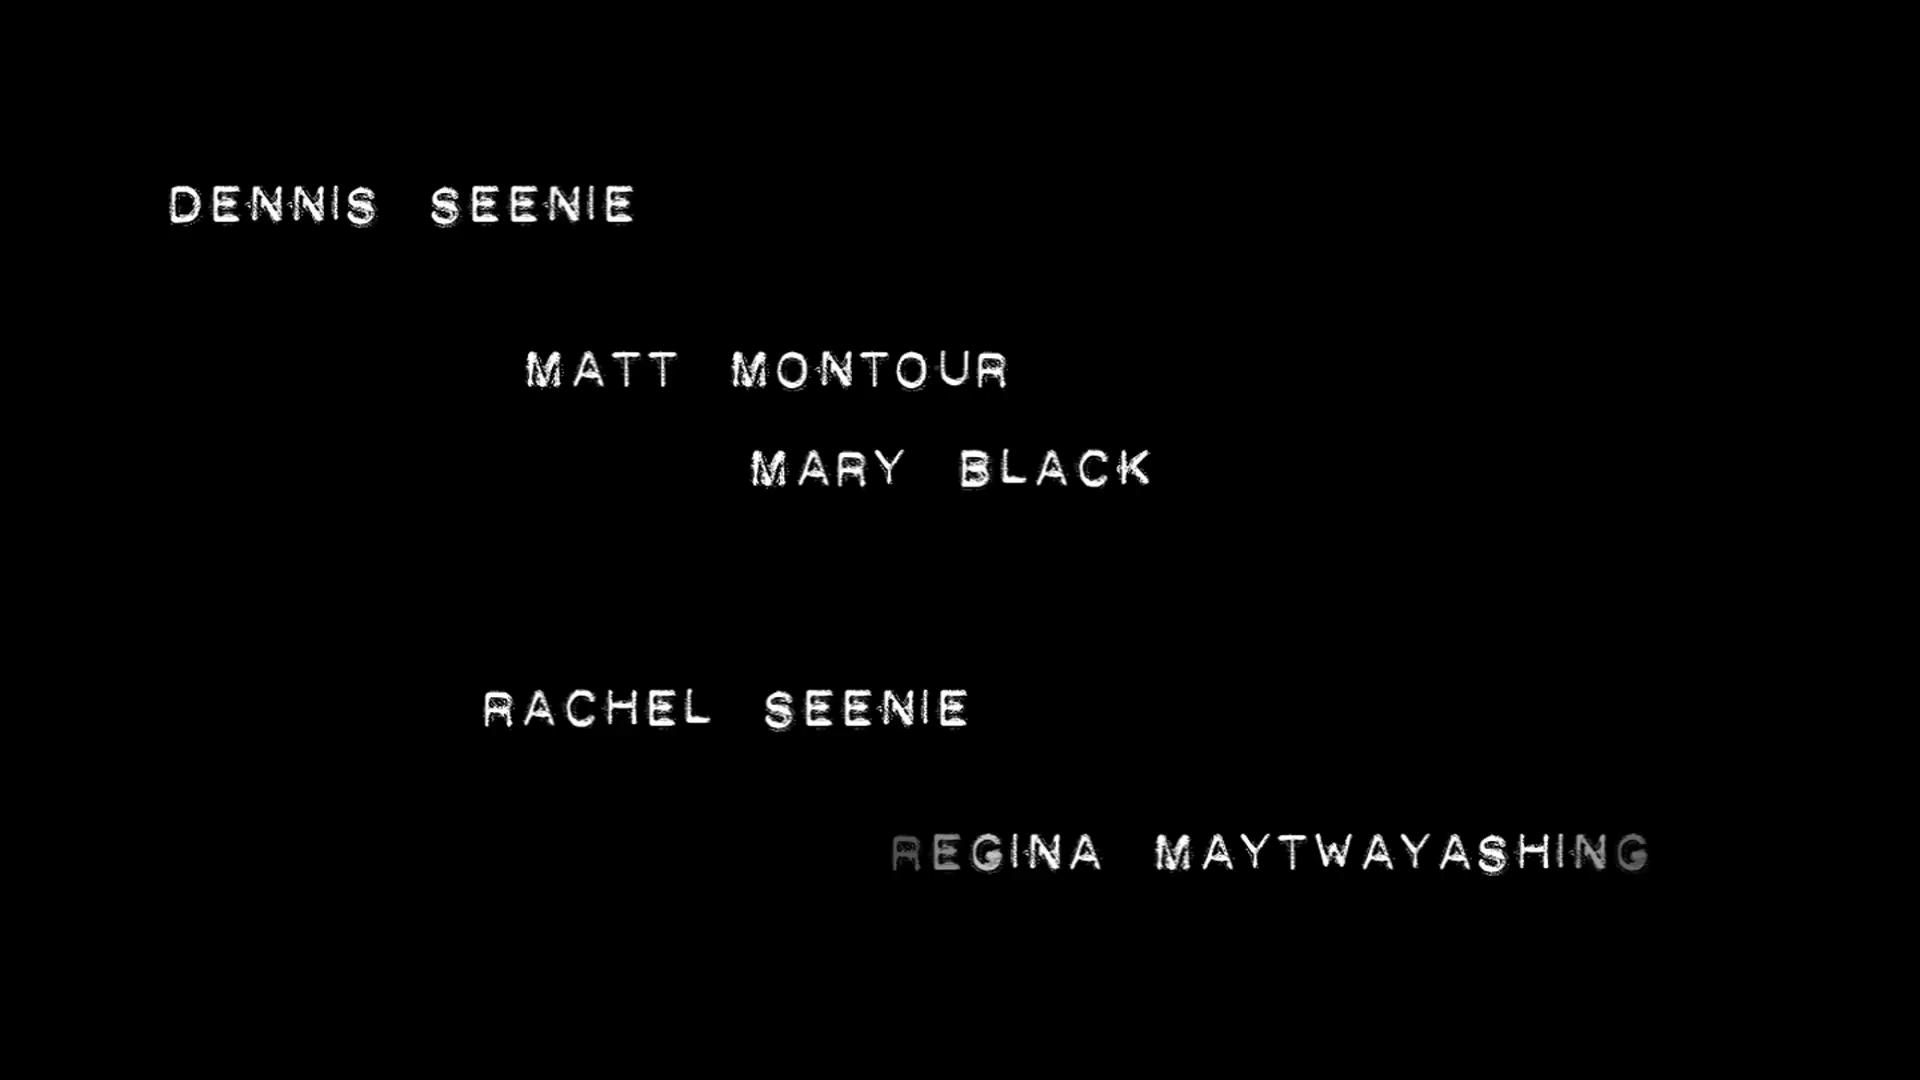 DENNIS SEENIE
MATT MONTOUR
MARY BLACK
RACHEL SEENIE
REGINA MAYTWAYASHING